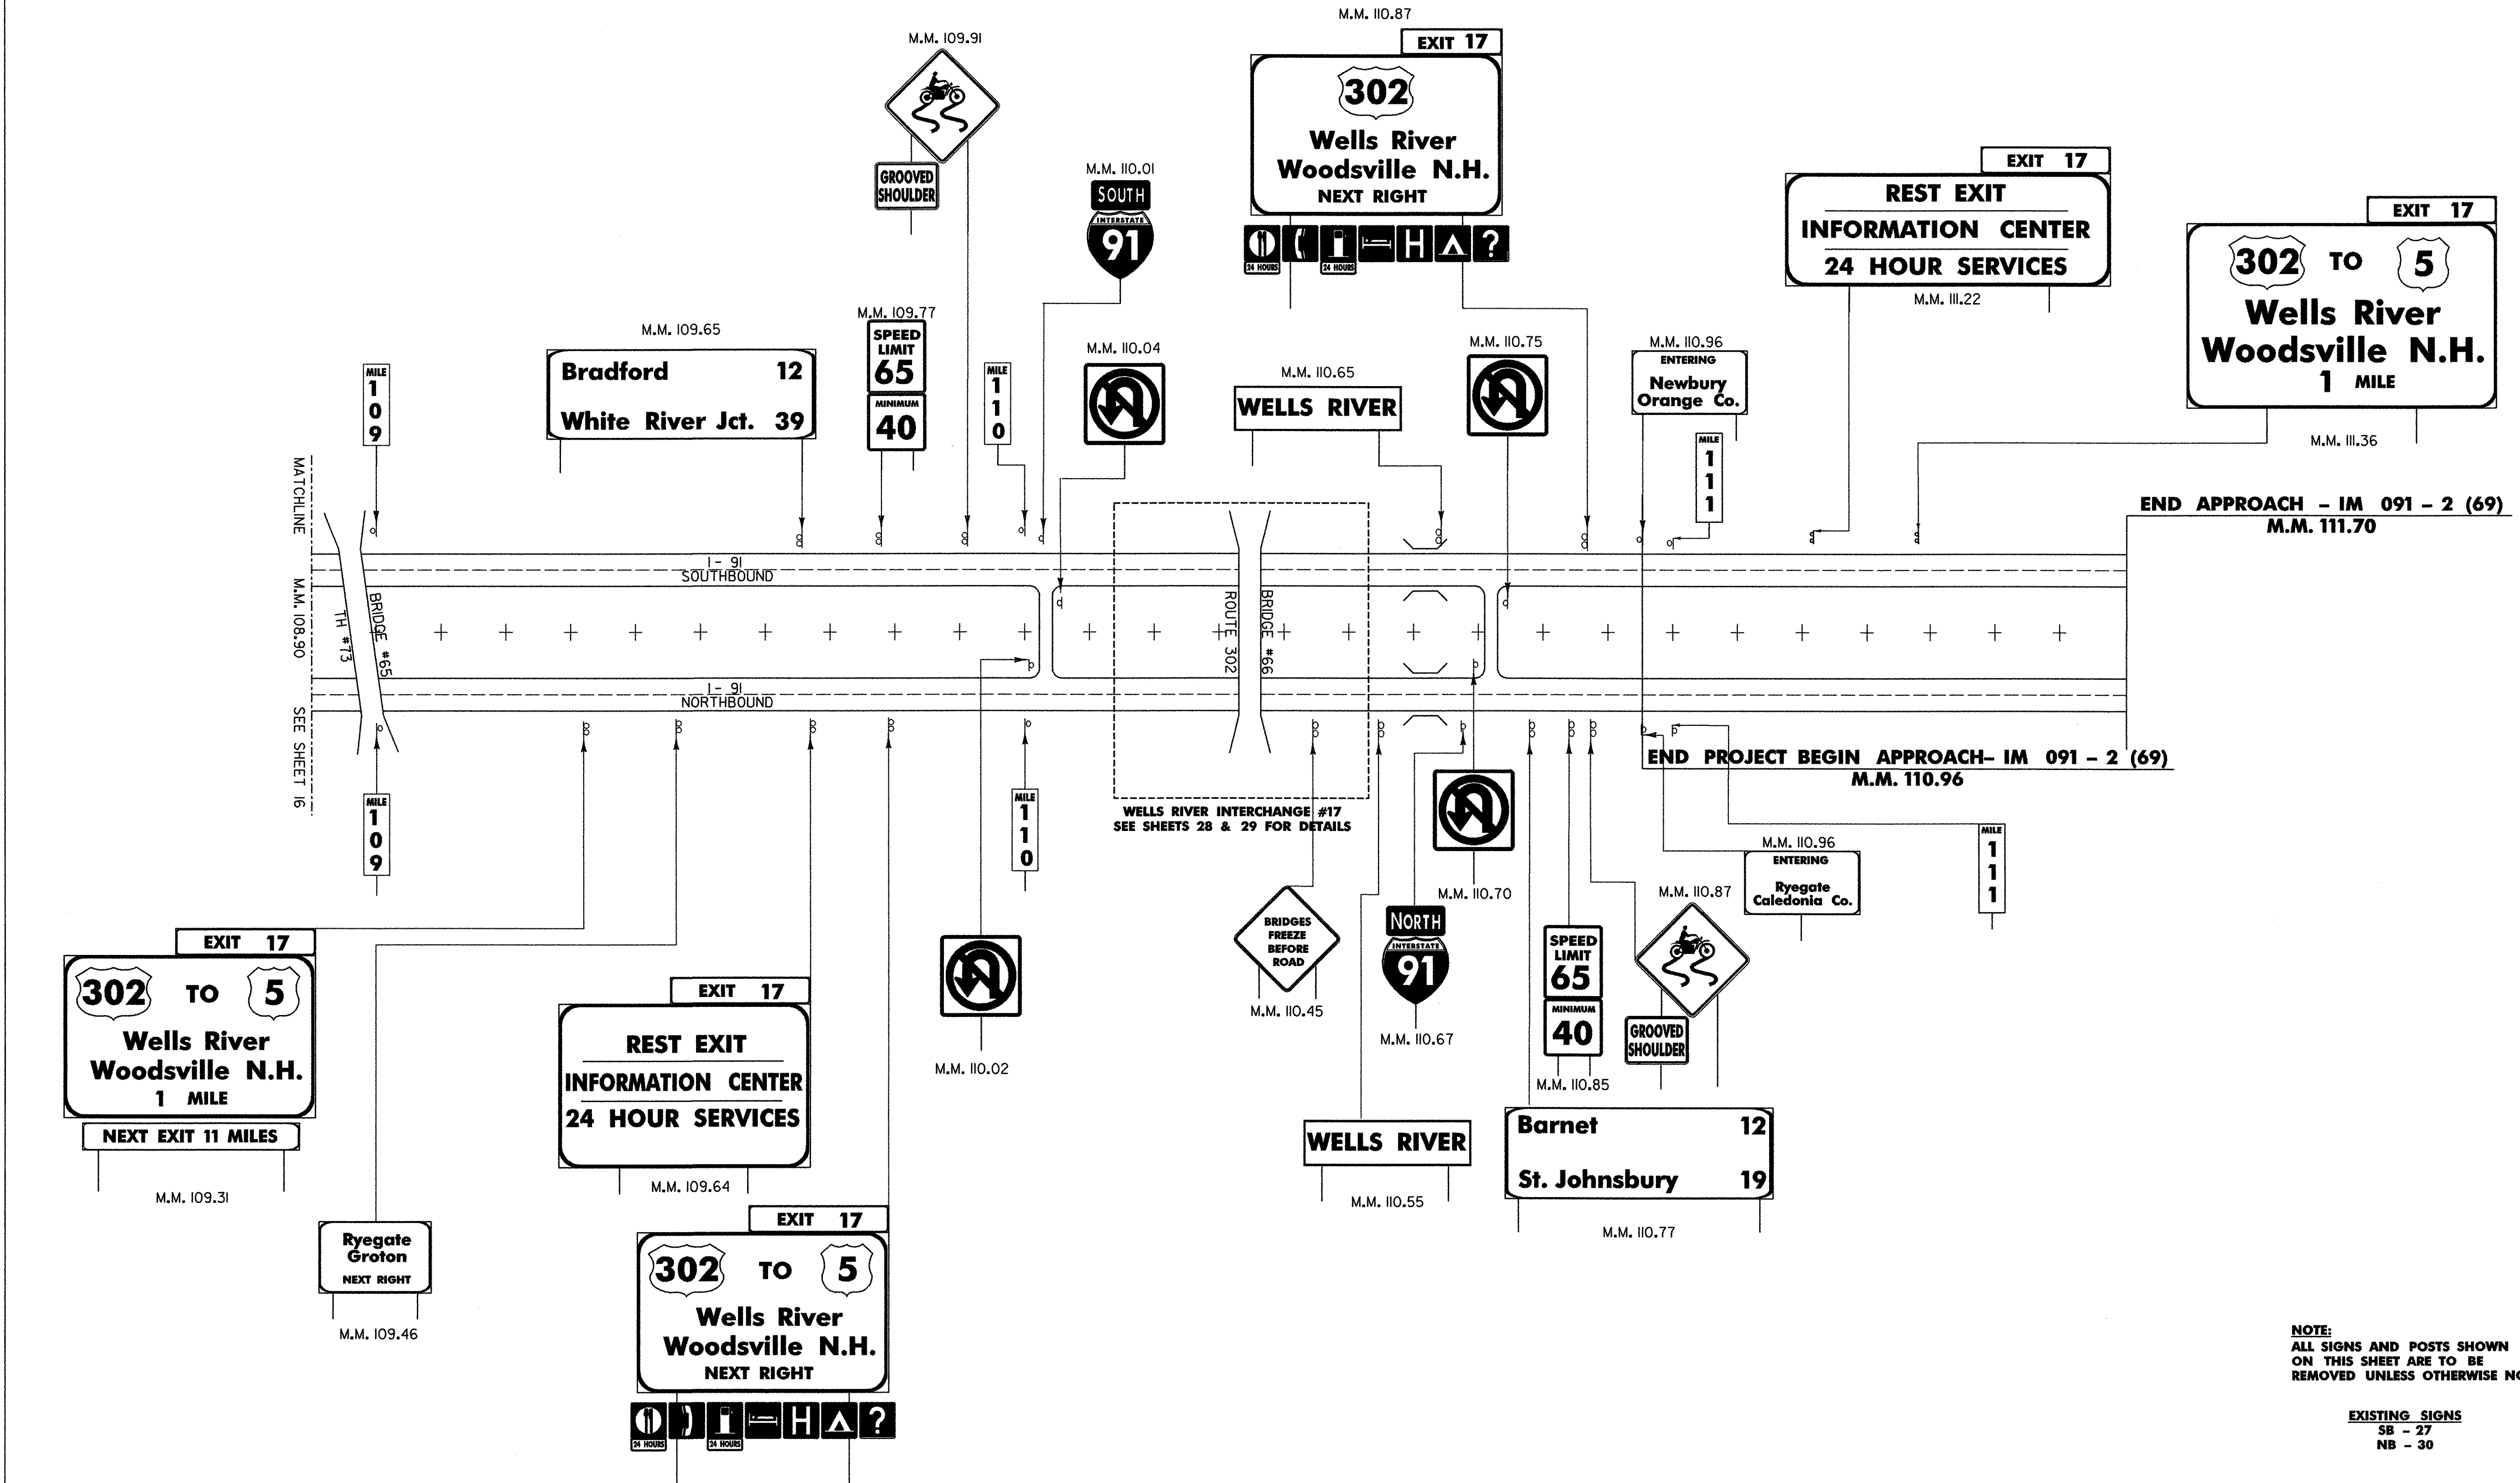 M.M. 110.87
EXIT 17
302
Wells River
Woodsville N.H.
NEXT RIGHT
24 HOURS
24 HOURS
H
?
M.M. 109.91
GROOVED
SHOULDER
M.M. 110.01
SOUTH
INTERSTATE
91
EXIT 17
REST EXIT
INFORMATION CENTER
24 HOUR SERVICES
M.M. 111.22
EXIT 17
302 TO 5
Wells River
Woodsville N.H.
1 MILE
M.M. 111.36
MILE
1
0
9
M.M. 109.65
Bradford 12
White River Jct. 39
M.M. 109.77
SPEED
LIMIT
65
MINIMUM
40
MILE
1
1
0
M.M. 110.04
M.M. 110.65
WELLS RIVER
M.M. 110.75
M.M. 110.96
ENTERING
Newbury
Orange Co.
MILE
1
1
1
END APPROACH - IM 091 - 2 (69)
M.M. 111.70
MATCHLINE M.M. 108.90 SEE SHEET 16
TH #73
BRIDGE #65
I - 91
SOUTHBOUND
ROUTE 302
BRIDGE #66
I - 91
NORTHBOUND
END PROJECT BEGIN APPROACH- IM 091 - 2 (69)
M.M. 110.96
WELLS RIVER INTERCHANGE #17
SEE SHEETS 28 & 29 FOR DETAILS
MILE
1
0
9
MILE
1
1
0
M.M. 110.70
M.M. 110.96
ENTERING
Ryegate
Caledonia Co.
MILE
1
1
1
EXIT 17
302 TO 5
Wells River
Woodsville N.H.
1 MILE
NEXT EXIT 11 MILES
M.M. 109.31
Ryegate
Groton
NEXT RIGHT
M.M. 109.46
EXIT 17
REST EXIT
INFORMATION CENTER
24 HOUR SERVICES
M.M. 109.64
EXIT 17
302 TO 5
Wells River
Woodsville N.H.
NEXT RIGHT
24 HOURS
24 HOURS
H
?
M.M. 110.02
BRIDGES
FREEZE
BEFORE
ROAD
M.M. 110.45
NORTH
INTERSTATE
91
M.M. 110.67
WELLS RIVER
M.M. 110.55
SPEED
LIMIT
65
MINIMUM
40
M.M. 110.85
M.M. 110.87
GROOVED
SHOULDER
Barnet 12
St. Johnsbury 19
M.M. 110.77
NOTE:
ALL SIGNS AND POSTS SHOWN
ON THIS SHEET ARE TO BE
REMOVED UNLESS OTHERWISE
EXISTING SIGNS
SB - 27
NB - 30